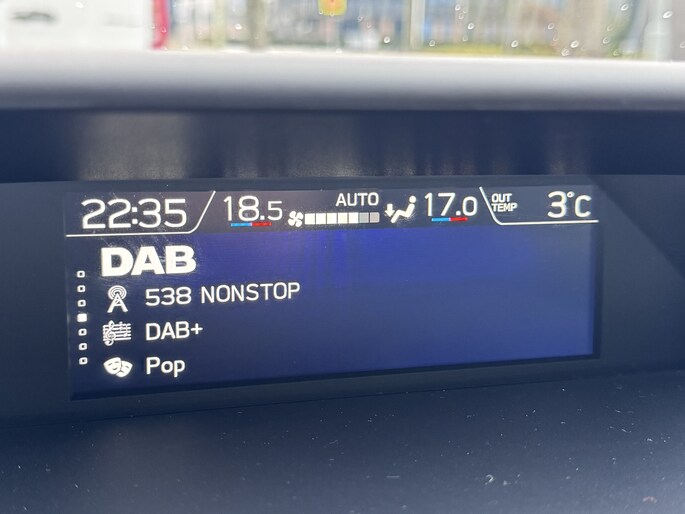 22:35 18.5 AUTO 17.0 OUT TEMP 3°C
DAB
538 NONSTOP
DAB+
Pop